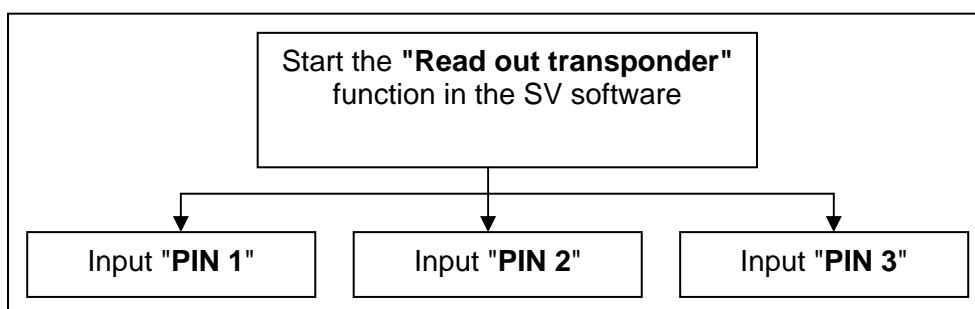 Start the "Read out transponder"
function in the SV software
Input "PIN 1"
Input "PIN 2"
Input "PIN 3"